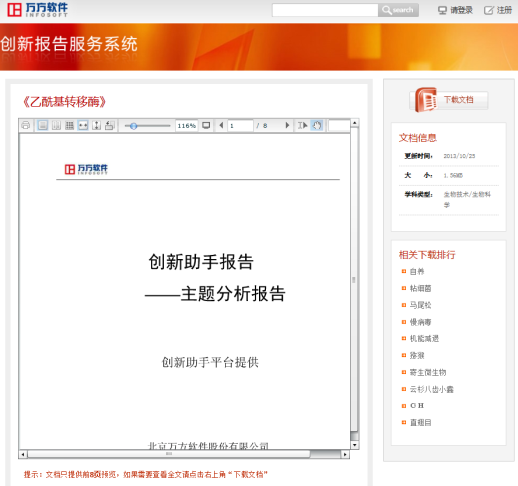 万方软件
INFOSOFT
search
请登录
注册
创新报告服务系统
《乙酰基转移酶》
116%
1
/ 8
万方软件
INFOSOFT
创新助手报告
——主题分析报告
创新助手平台提供
北京万方软件股份有限公司
提示：文档只提供前8页预览，如果需要查看全文请点击右上角“下载文档”
下载文档
文档信息
更新时间： 2013/10/23
大 小： 1.36MB
学科类型： 生物技术/生物科
学
相关下载排行
自养
粘细菌
马尾松
慢病毒
机能减退
猕猴
寄生微生物
云杉八齿小蠹
O H
直翅目